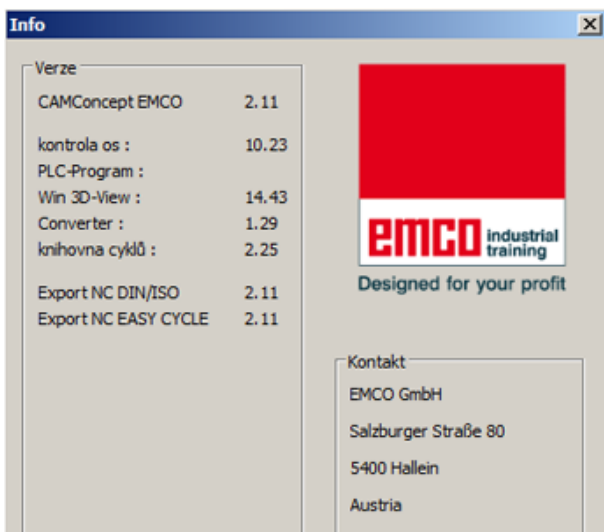 Info
Verze
CAMConcept EMCO 2.11
kontrola os : 10.23
PLC-Program :
Win 3D-View : 14.43
Converter : 1.29
knihovna cyklů : 2.25
Export NC DIN/ISO 2.11
Export NC EASY CYCLE 2.11
emco industrial training
Designed for your profit
Kontakt
EMCO GmbH
Salzburger Straße 80
5400 Hallein
Austria